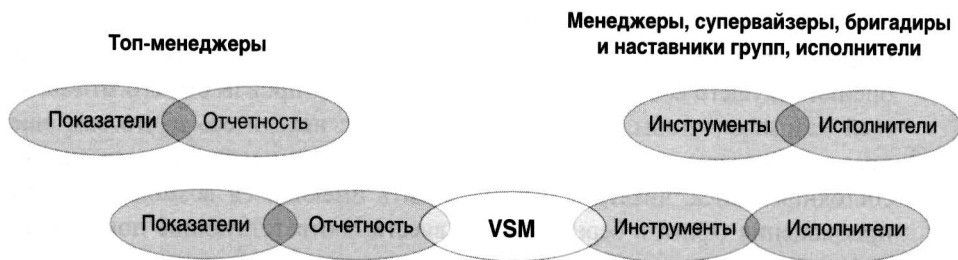 Топ-менеджеры
Менеджеры, супервайзеры, бригадиры
и наставники групп, исполнители
Показатели Отчетность
Инструменты Исполнители
Показатели Отчетность VSM Инструменты Исполнители